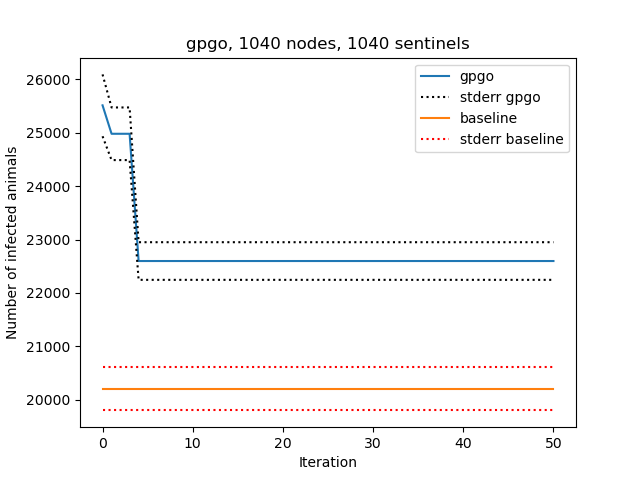 gpgo, 1040 nodes, 1040 sentinels
26000
25000
24000
23000
22000
21000
20000
Number of infected animals
gpgo
stderr gpgo
baseline
stderr baseline
0
10
20
30
40
50
Iteration